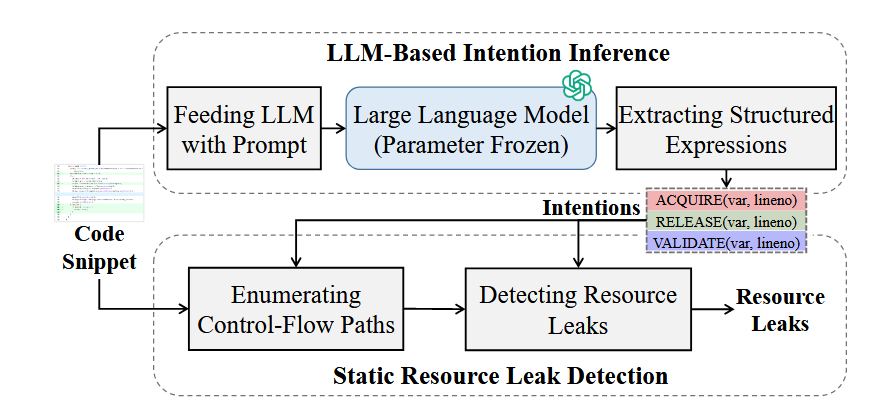 LLM-Based Intention Inference
Feeding LLM
with Prompt
Large Language Model
(Parameter Frozen)
Extracting Structured
Expressions
Code
Snippet
Intentions
ACQUIRE(var, lineno)
RELEASE(var, lineno)
VALIDATE(var, lineno)
Enumerating
Control-Flow Paths
Detecting Resource
Leaks
Resource
Leaks
Static Resource Leak Detection